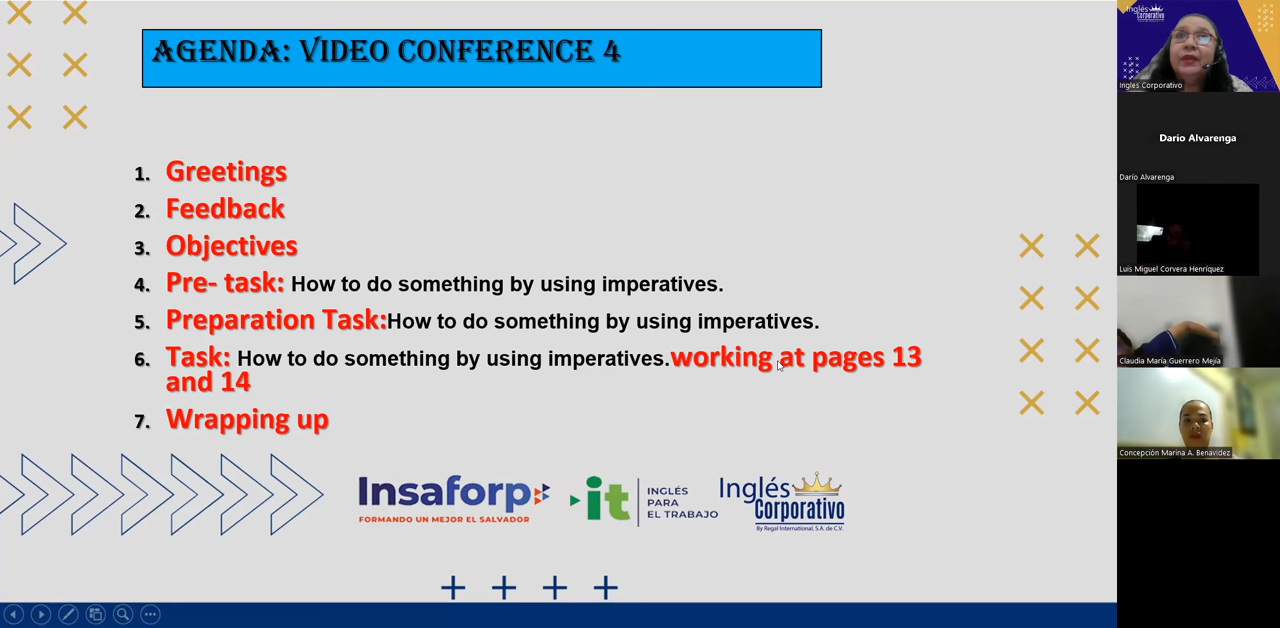 AGENDA: VIDEO CONFERENCE 4
1. Greetings
2. Feedback
3. Objectives
4. Pre- task: How to do something by using imperatives.
5. Preparation Task:How to do something by using imperatives.
6. Task: How to do something by using imperatives.working at pages 13
and 14
7. Wrapping up
Insaforp
FORMANDO UN MEJOR EL SALVADOR
it
INGLÉS
PARA
EL TRABAJO
Inglés
Corporativo
By Regal International, S.A. de C.V.
Inglés
Corporativo
Ingles Corporativo
Darío Alvarenga
Darío Alvarenga
Luis Miguel Corvera Henríquez
Claudia María Guerrero Mejía
Concepción Marina A. Benavidez